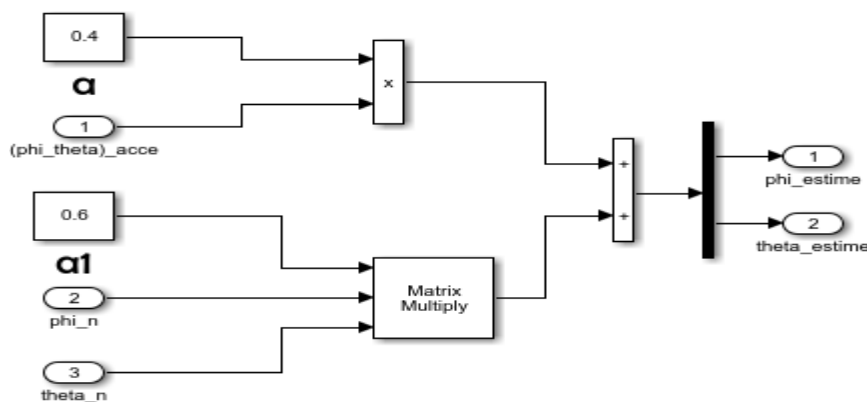 0.4
a
x
1
(phi_theta)_acce
0.6
a1
2
phi_n
3
theta_n
Matrix
Multiply
+
+
1
phi_estime
2
theta_estime